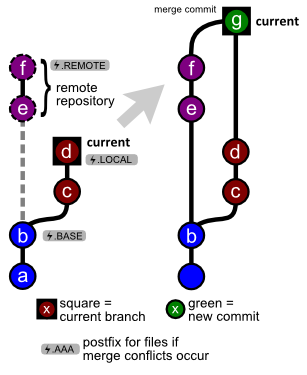 merge commit
g
current
f
⚡.REMOTE
f
remote
repository
e
e
current
d
d
⚡.LOCAL
c
c
b
⚡.BASE
b
a
x
square =
current branch
x
green =
new commit
⚡.AAA
postfix for files if
merge conflicts occur